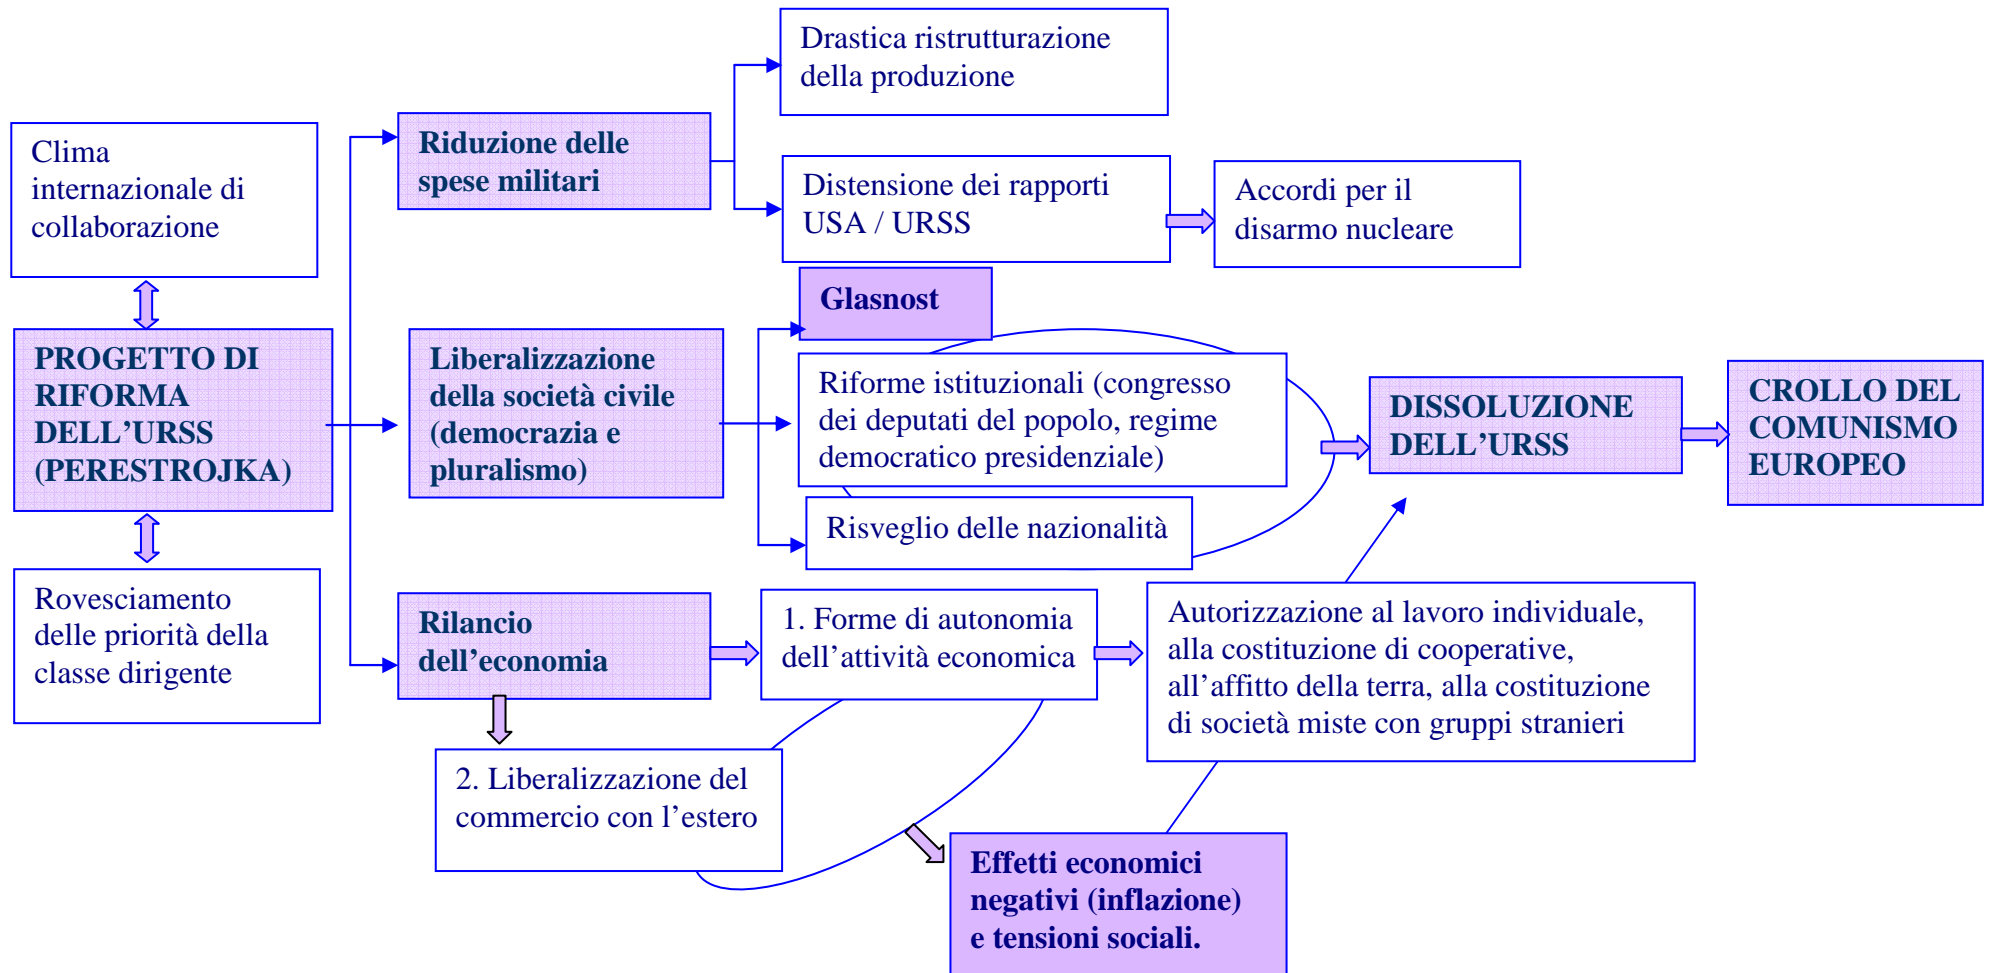 Drastica ristrutturazione
della produzione
Clima
internazionale di
collaborazione
Riduzione delle
spese militari
Distensione dei rapporti
USA / URSS
Accordi per il
disarmo nucleare
Glasnost
PROGETTO DI
RIFORMA
DELL’URSS
(PERESTROJKA)
Liberalizzazione
della società civile
(democrazia e
pluralismo)
Riforme istituzionali (congresso
dei deputati del popolo, regime
democratico presidenziale)
Risveglio delle nazionalità
DISSOLUZIONE
DELL’URSS
CROLLO DEL
COMUNISMO
EUROPEO
Rovesciamento
delle priorità della
classe dirigente
Rilancio
dell’economia
1. Forme di autonomia
dell’attività economica
Autorizzazione al lavoro individuale,
alla costituzione di cooperative,
all’affitto della terra, alla costituzione
di società miste con gruppi stranieri
2. Liberalizzazione del
commercio con l’estero
Effetti economici
negativi (inflazione)
e tensioni sociali.